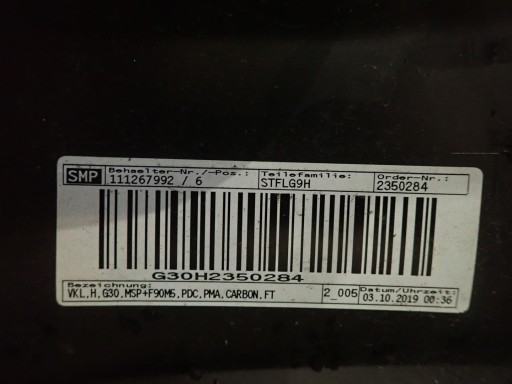 SMP Behaelter-Nr./-Pos.: Teilefamilie: Order-Nr.:
111267992 / 6 STFLG9H 2350284
G30H2350284
Bezeichnung: Datum/Uhrzeit:
VKL,H,G30,MSP+F90M5,PDC,PMA,CARBON,FT 2_005 03.10.2019 00:36